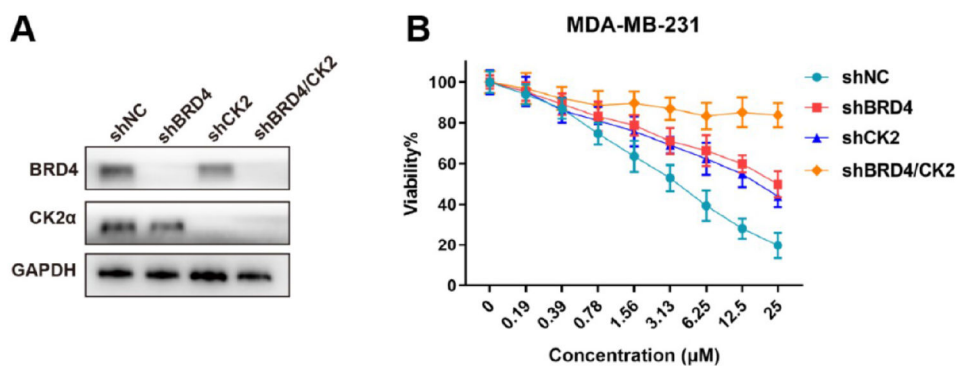 A
shNC
shBRD4
shCK2
shBRD4/CK2
BRD4
CK2α
GAPDH
B
MDA-MB-231
Viability%
100
80
60
40
20
0
0
0.19
0.39
0.78
1.56
3.13
6.25
12.5
25
Concentration (μM)
shNC
shBRD4
shCK2
shBRD4/CK2